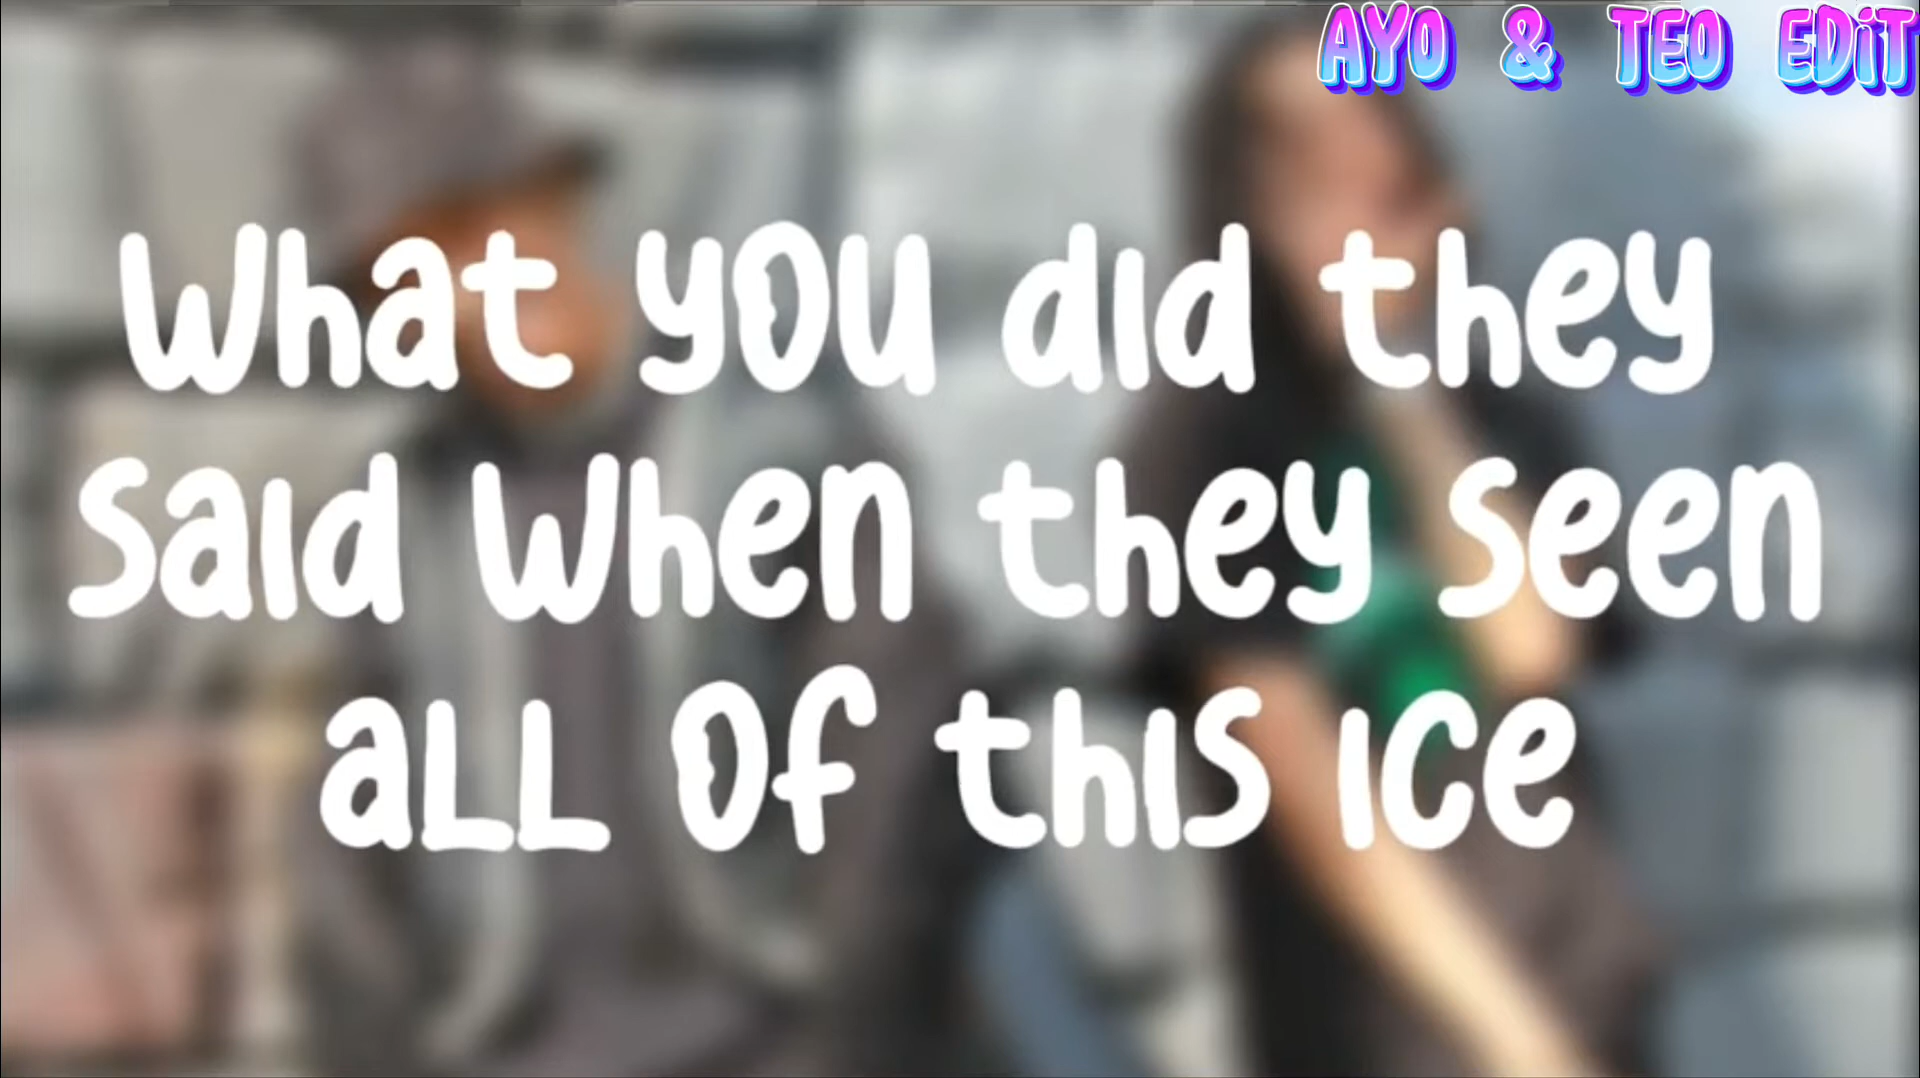 AYO & TEO EDiT
What you did they
said when they seen
all of this ice